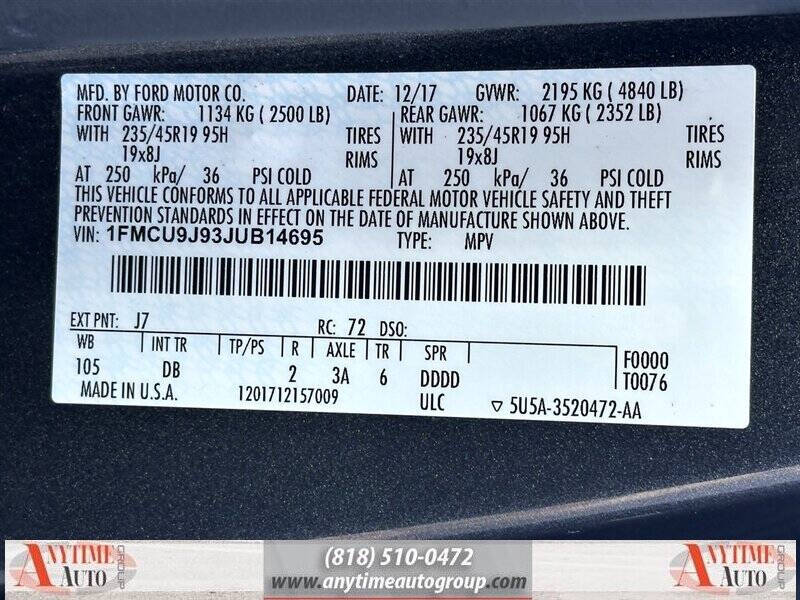 MFD. BY FORD MOTOR CO. DATE: 12/17 GVWR: 2195 KG ( 4840 LB)
FRONT GAWR: 1134 KG ( 2500 LB) REAR GAWR: 1067 KG ( 2352 LB)
WITH 235/45R19 95H TIRES WITH 235/45R19 95H TIRES
19x8J RIMS 19x8J RIMS
AT 250 kPa/ 36 PSI COLD AT 250 kPa/ 36 PSI COLD
THIS VEHICLE CONFORMS TO ALL APPLICABLE FEDERAL MOTOR VEHICLE SAFETY AND THEFT
PREVENTION STANDARDS IN EFFECT ON THE DATE OF MANUFACTURE SHOWN ABOVE.
VIN: 1FMCU9J93JUB14695 TYPE: MPV
EXT PNT: J7 RC: 72 DSO:
WB INT TR TP/PS R AXLE TR SPR F0000
105 DB 2 3A 6 DDDD T0076
MADE IN U.S.A. 1201712157009 ULC ▽ 5U5A-3520472-AA
ANYTIME AUTO GROUP
(818) 510-0472
www.anytimeautogroup.com
ANYTIME AUTO GROUP